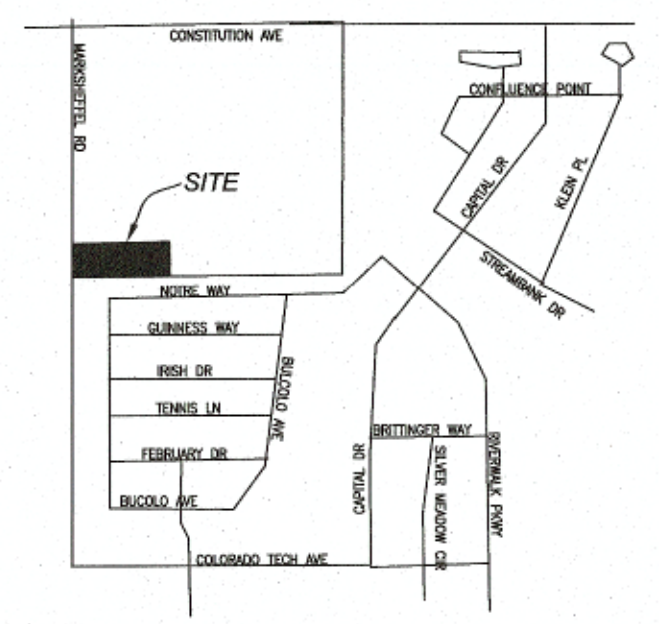 CONSTITUTION AVE
MARKSHEFFEL RD
CONFLUENCE POINT
SITE
CAPITAL DR
KLEIN PL
STREAMBANK DR
NOTRE WAY
GUINNESS WAY
IRISH DR
BULCOLO AVE
TENNIS LN
BRITTINGER WAY
FEBRUARY DR
CAPITAL DR
SILVER MEADOW CIR
RIVERWALK PKWY
BUCOLO AVE
COLORADO TECH AVE